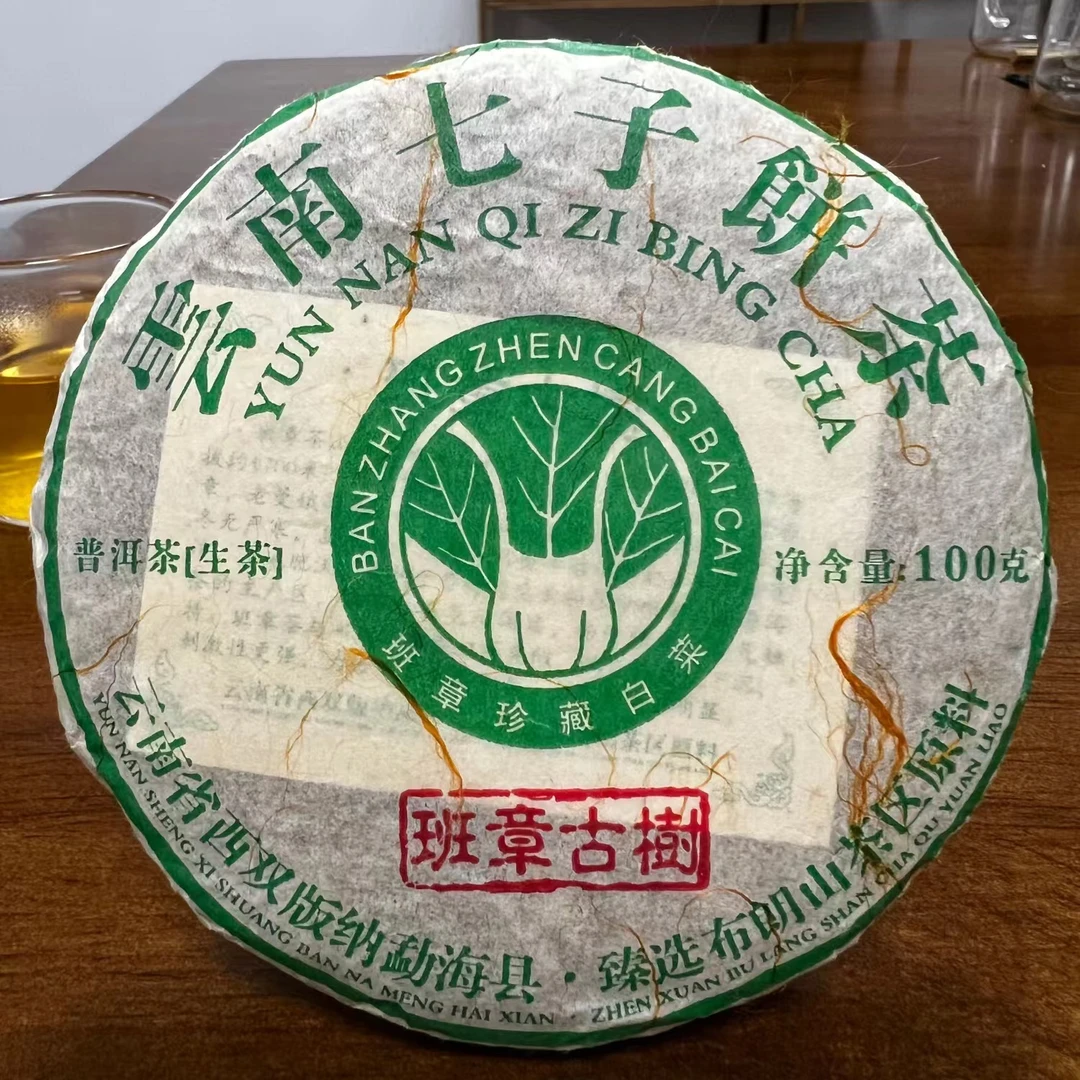 雲南七子餅茶
YUN NAN QI ZI BING CHA
BAN ZHANG ZHEN CANG BAI CAI
普洱茶[生茶]
净含量:100克
班章珍藏白菜
班章古樹
云南省西双版纳勐海县·臻选布朗山茶区原料
YUN NAN SHENG XI SHUANG BAN NA MENG HAI XIAN · ZHEN XUAN BU LANG SHAN CHA QU YUAN LIAO